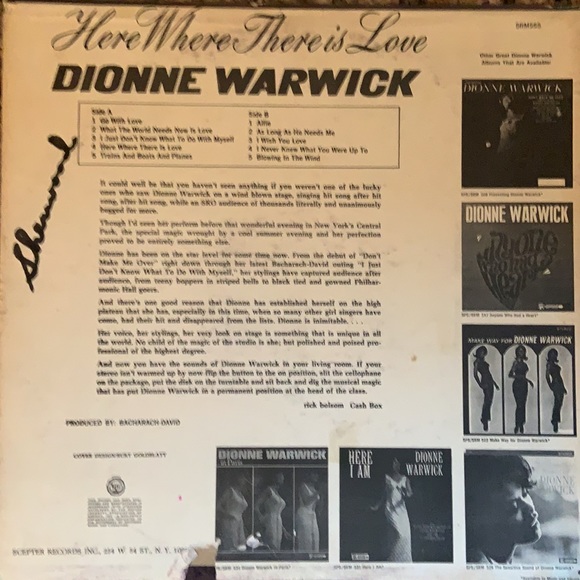 Here Where There is Love
SRM565
DIONNE WARWICK
Other Great Dionne Warwick
Albums That Are Available:
Side A
1 Go With Love
2 What The World Needs Now Is Love
3 I Just Don't Know What To Do With Myself
4 Here Where There Is Love
5 Trains And Boats And Planes
Side B
1 Alfie
2 As Long As He Needs Me
3 I Wish You Love
4 I Never Knew What You Were Up To
5 Blowing In The Wind
Sherwood
It could well be that you haven't seen anything if you weren't one of the lucky
ones who saw Dionne Warwick on a wind blown stage, singing hit song after hit
song, after hit song, while an SRO audience of thousands literally and unanimously
begged for more.
Though I'd seen her perform before that wonderful evening in New York's Central
Park, the special magic wrought by a cool summer evening and her perfection
proved to be entirely something else.
Dionne has been on the star level for some time now. From the debut of "Don't
Make Me Over" right down through her latest Bacharach-David outing "I Just
Don't Know What To Do With Myself," her stylings have captured audience after
audience, from teeny boppers in striped bells to black tied and gowned Philhar-
monic Hall goers.
And there's one good reason that Dionne has established herself on the high
plateau that she has, especially in this time, when so many other girl singers have
come, had their hit and disappeared from the lists. Dionne is inimitable. . . .
Her voice, her stylings, her very look on stage is something that is unique in all
the world. No child of the magic of the studio is she; but polished and poised pro-
fessional of the highest degree.
And now you have the sounds of Dionne Warwick in your living room. If your
stereo isn't warmed up by now flip the button to the on position, slit the cellophane
on the package, put the disk on the turntable and sit back and dig the musical magic
that has put Dionne Warwick in a permanent position at the head of the class.
rick bolsom Cash Box
PRODUCED BY: BACHARACH-DAVID
COVER DESIGN:BURT GOLDBLATT
SCEPTER RECORDS INC., 254 W. 54 ST., N. Y.
DIONNE WARWICK
DIONNE WARWICK
MAKE WAY FOR DIONNE WARWICK
DIONNE WARWICK
in Paris
HERE
I AM
DIONNE
WARWICK
DIONNE
WARWICK